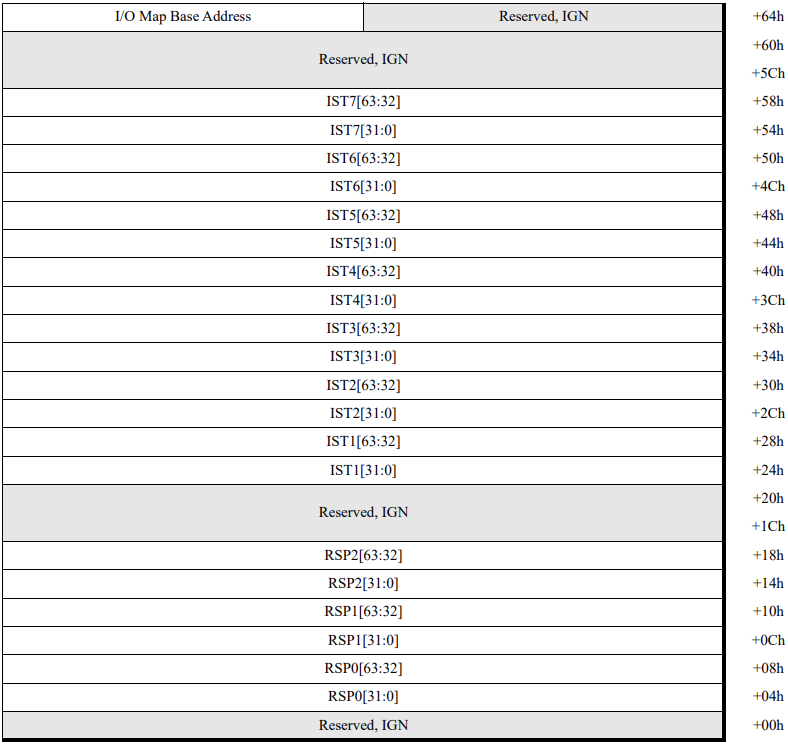 I/O Map Base Address Reserved, IGN +64h
+60h
Reserved, IGN
+5Ch
IST7[63:32] +58h
IST7[31:0] +54h
IST6[63:32] +50h
IST6[31:0] +4Ch
IST5[63:32] +48h
IST5[31:0] +44h
IST4[63:32] +40h
IST4[31:0] +3Ch
IST3[63:32] +38h
IST3[31:0] +34h
IST2[63:32] +30h
IST2[31:0] +2Ch
IST1[63:32] +28h
IST1[31:0] +24h
+20h
Reserved, IGN
+1Ch
RSP2[63:32] +18h
RSP2[31:0] +14h
RSP1[63:32] +10h
RSP1[31:0] +0Ch
RSP0[63:32] +08h
RSP0[31:0] +04h
Reserved, IGN +00h